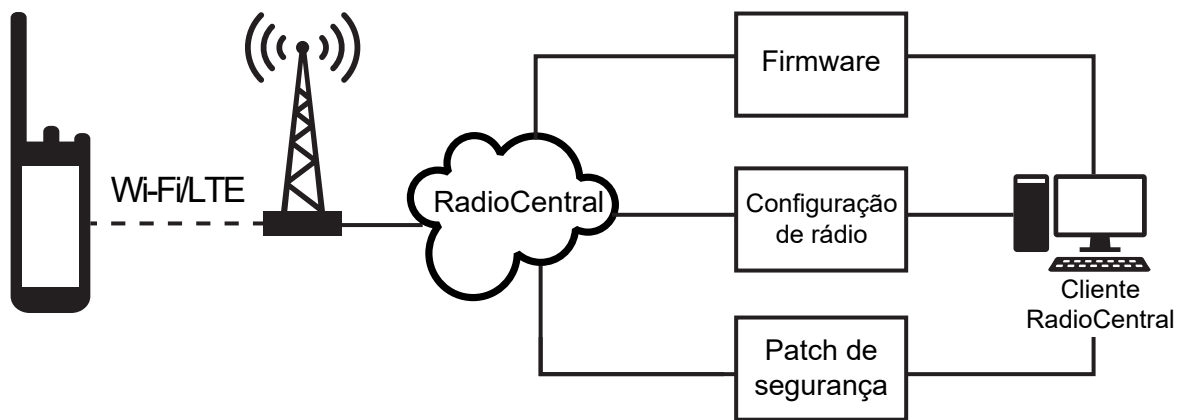 Firmware
Wi-Fi/LTE
RadioCentral
Configuração
de rádio
Cliente
RadioCentral
Patch de
segurança